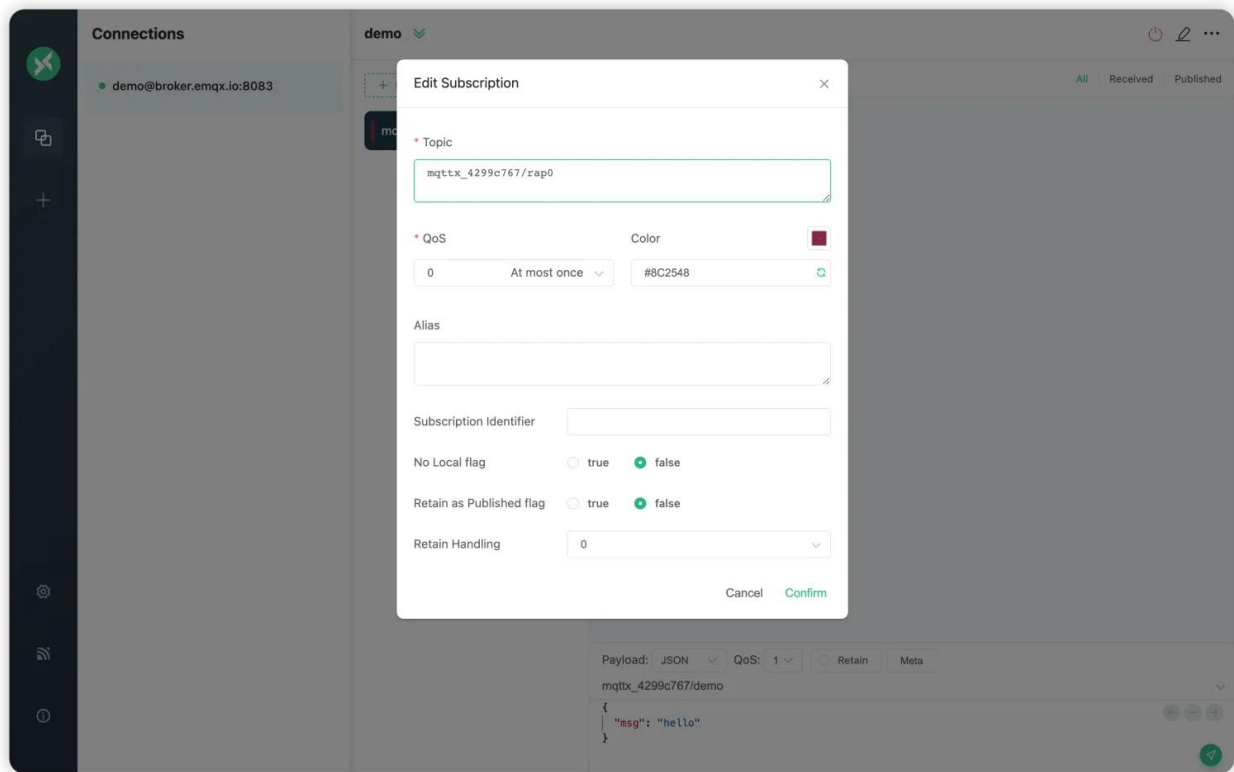 Connections
demo
demo@broker.emqx.io:8083
All Received Published
Edit Subscription
* Topic
mqttx_4299c767/rap0
* QoS Color
0 At most once #8C2548
Alias
Subscription Identifier
No Local flag true false
Retain as Published flag true false
Retain Handling 0
Cancel Confirm
Payload: JSON QoS: 1 Retain Meta
mqttx_4299c767/demo
{
"msg": "hello"
}